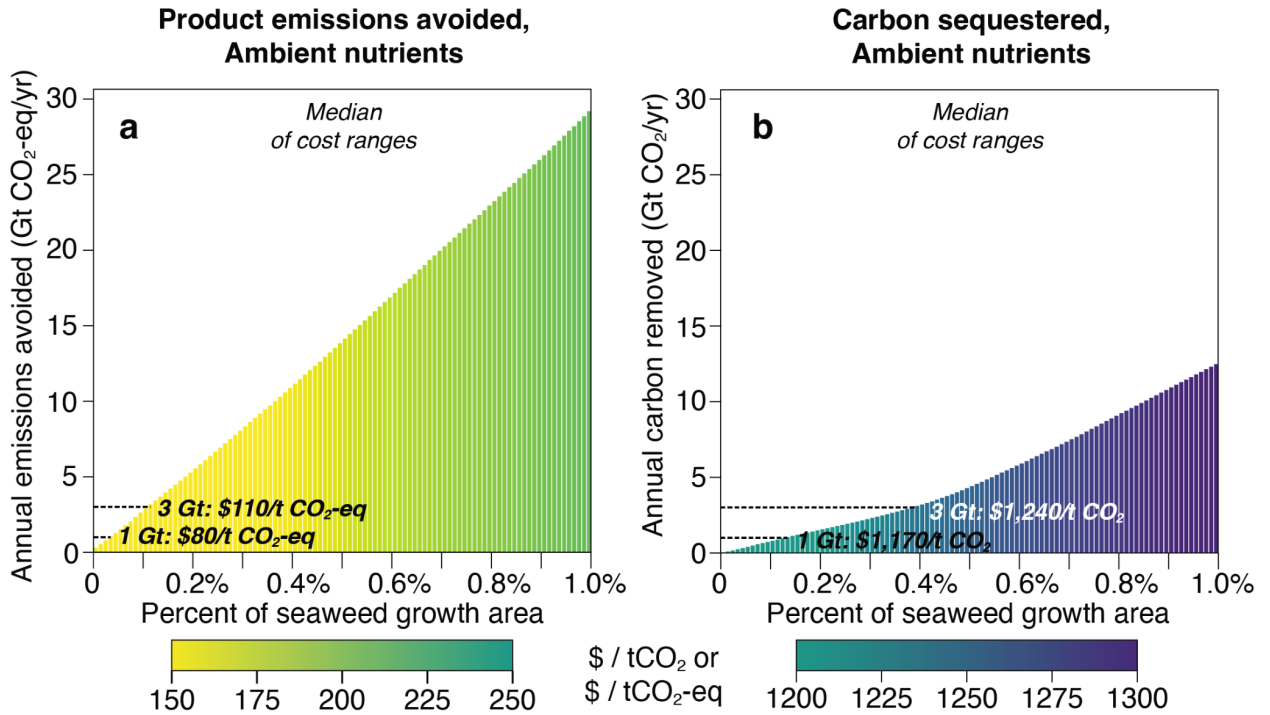 Product emissions avoided,
Ambient nutrients
Annual emissions avoided (Gt CO₂-eq/yr)
30
25
20
15
10
5
0
a
Median
of cost ranges
3 Gt: $110/t CO₂-eq
1 Gt: $80/t CO₂-eq
0 0.2% 0.4% 0.6% 0.8% 1.0%
Percent of seaweed growth area
150 175 200 225 250
$ / tCO₂ or
$ / tCO₂-eq
Carbon sequestered,
Ambient nutrients
Annual carbon removed (Gt CO₂/yr)
30
25
20
15
10
5
0
b
Median
of cost ranges
3 Gt: $1,240/t CO₂
1 Gt: $1,170/t CO₂
0 0.2% 0.4% 0.6% 0.8% 1.0%
Percent of seaweed growth area
1200 1225 1250 1275 1300